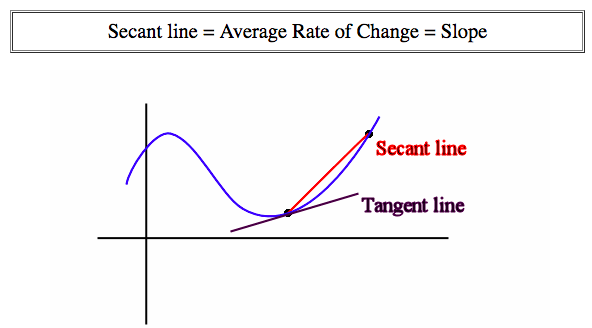 Secant line = Average Rate of Change = Slope
Secant line
Tangent line